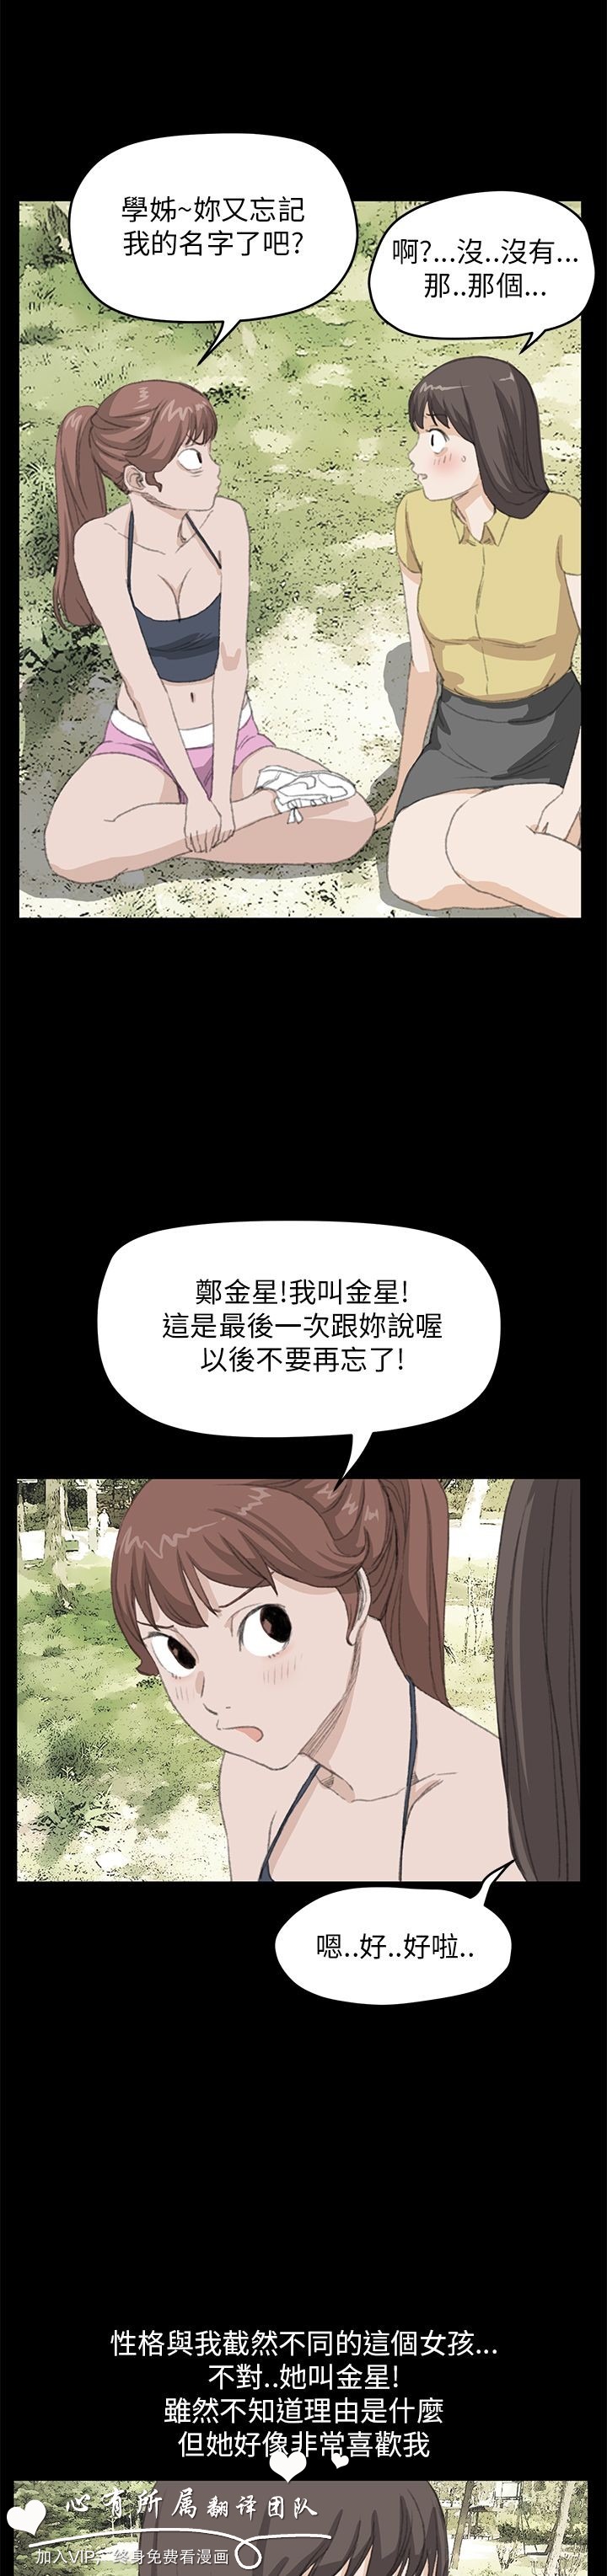 學姊~妳又忘記
我的名字了吧?
啊?...沒..沒有...
那..那個...
鄭金星!我叫金星!
這是最後一次跟妳說喔
以後不要再忘了!
嗯..好..好啦..
性格與我截然不同的這個女孩...
不對..她叫金星!
雖然不知道理由是什麼
但她好像非常喜歡我
心有所属翻译团队
加入VIP，终身免费看漫画